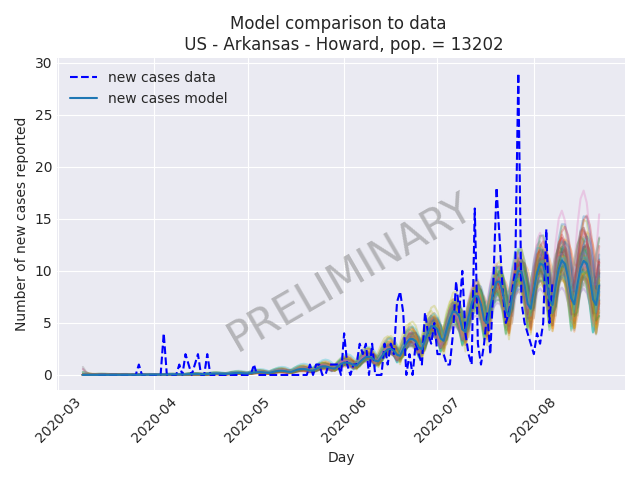 Model comparison to data
US - Arkansas - Howard, pop. = 13202
new cases data
new cases model
PRELIMINARY
Number of new cases reported
30
25
20
15
10
5
0
2020-03
2020-04
2020-05
2020-06
2020-07
2020-08
Day